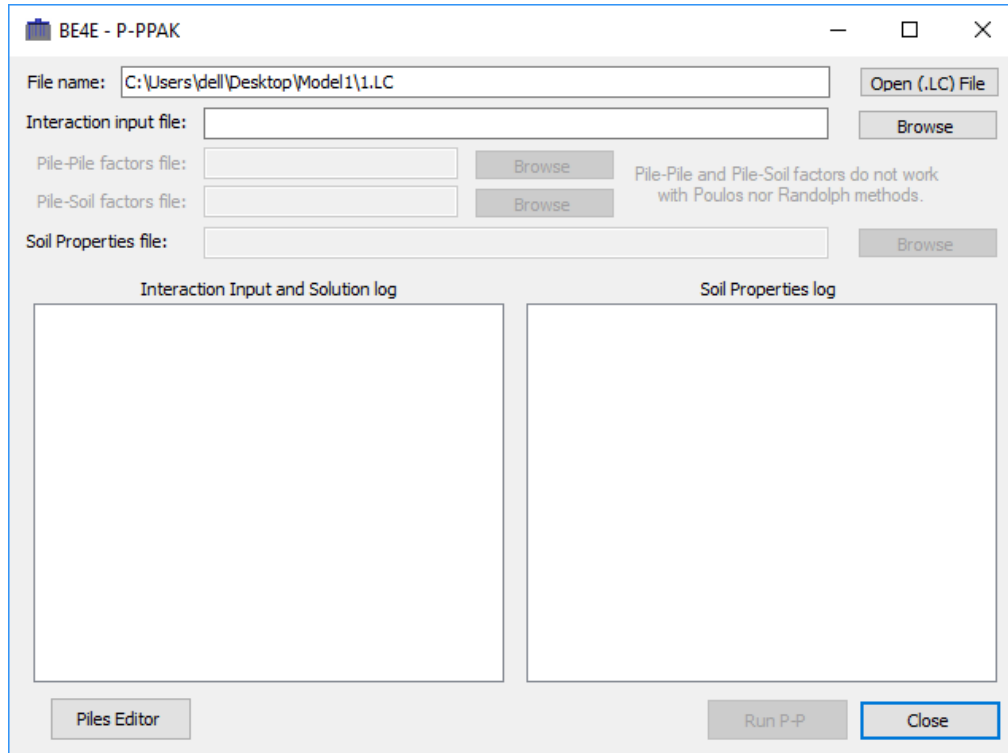 BE4E - P-PPAK
File name: C:\Users\dell\Desktop\Model1\1.LC Open (.LC) File
Interaction input file: Browse
Pile-Pile factors file: Browse
Pile-Soil factors file: Browse
Pile-Pile and Pile-Soil factors do not work
with Poulos nor Randolph methods.
Soil Properties file: Browse
Interaction Input and Solution log Soil Properties log
Piles Editor Run P-P Close